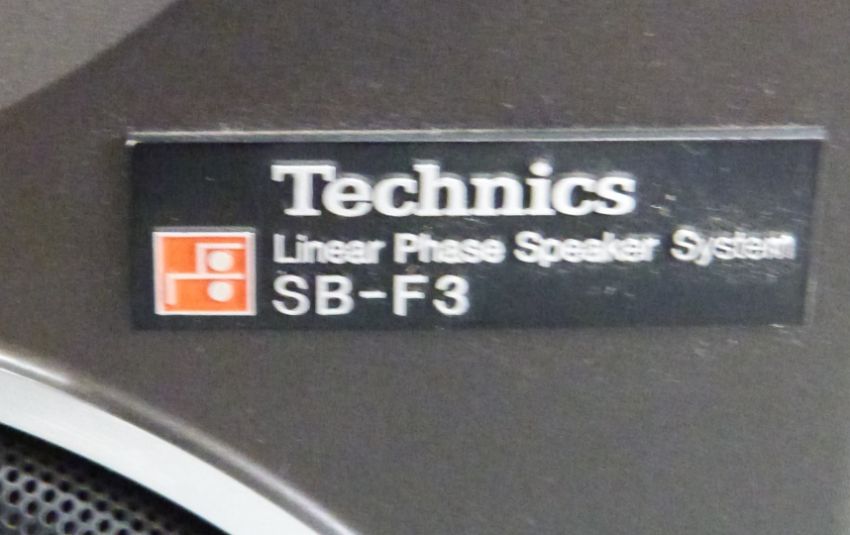 Technics
Linear Phase Speaker System
SB-F3